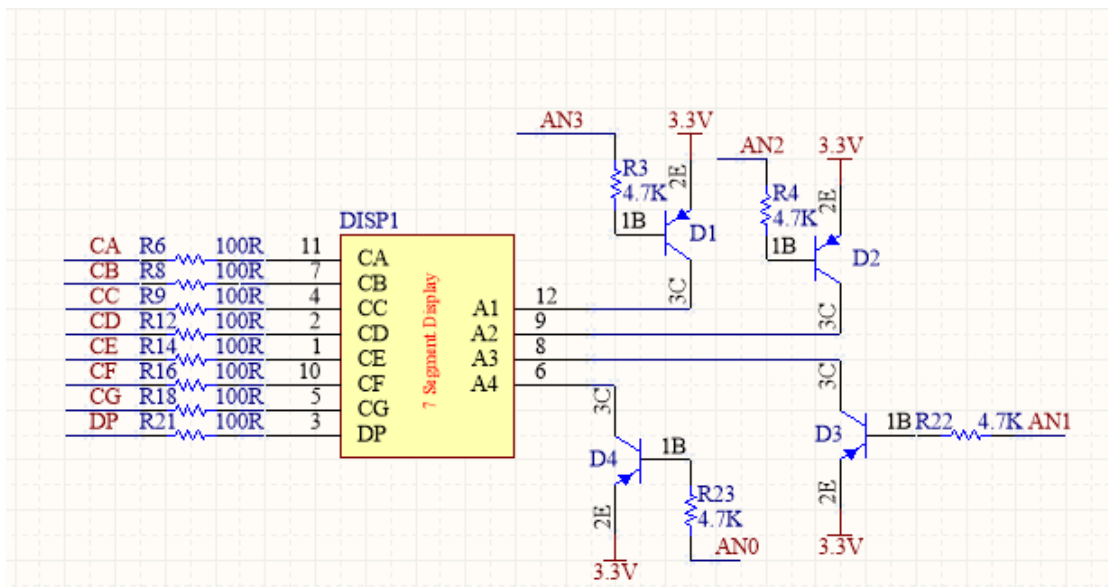 AN3
3.3V
AN2
3.3V
R3
4.7K
2E
R4
4.7K
2E
1B
D1
1B
D2
3C
3C
DISP1
CA R6 100R 11 CA
CB R8 100R 7 CB
CC R9 100R 4 CC
CD R12 100R 2 CD
CE R14 100R 1 CE
CF R16 100R 10 CF
CG R18 100R 5 CG
DP R21 100R 3 DP
7 Segment Display
A1 12
A2 9
A3 8
A4 6
3C
D4
1B
2E
R23
4.7K
AN0
3.3V
3C
D3
1B R22 4.7K AN1
2E
3.3V